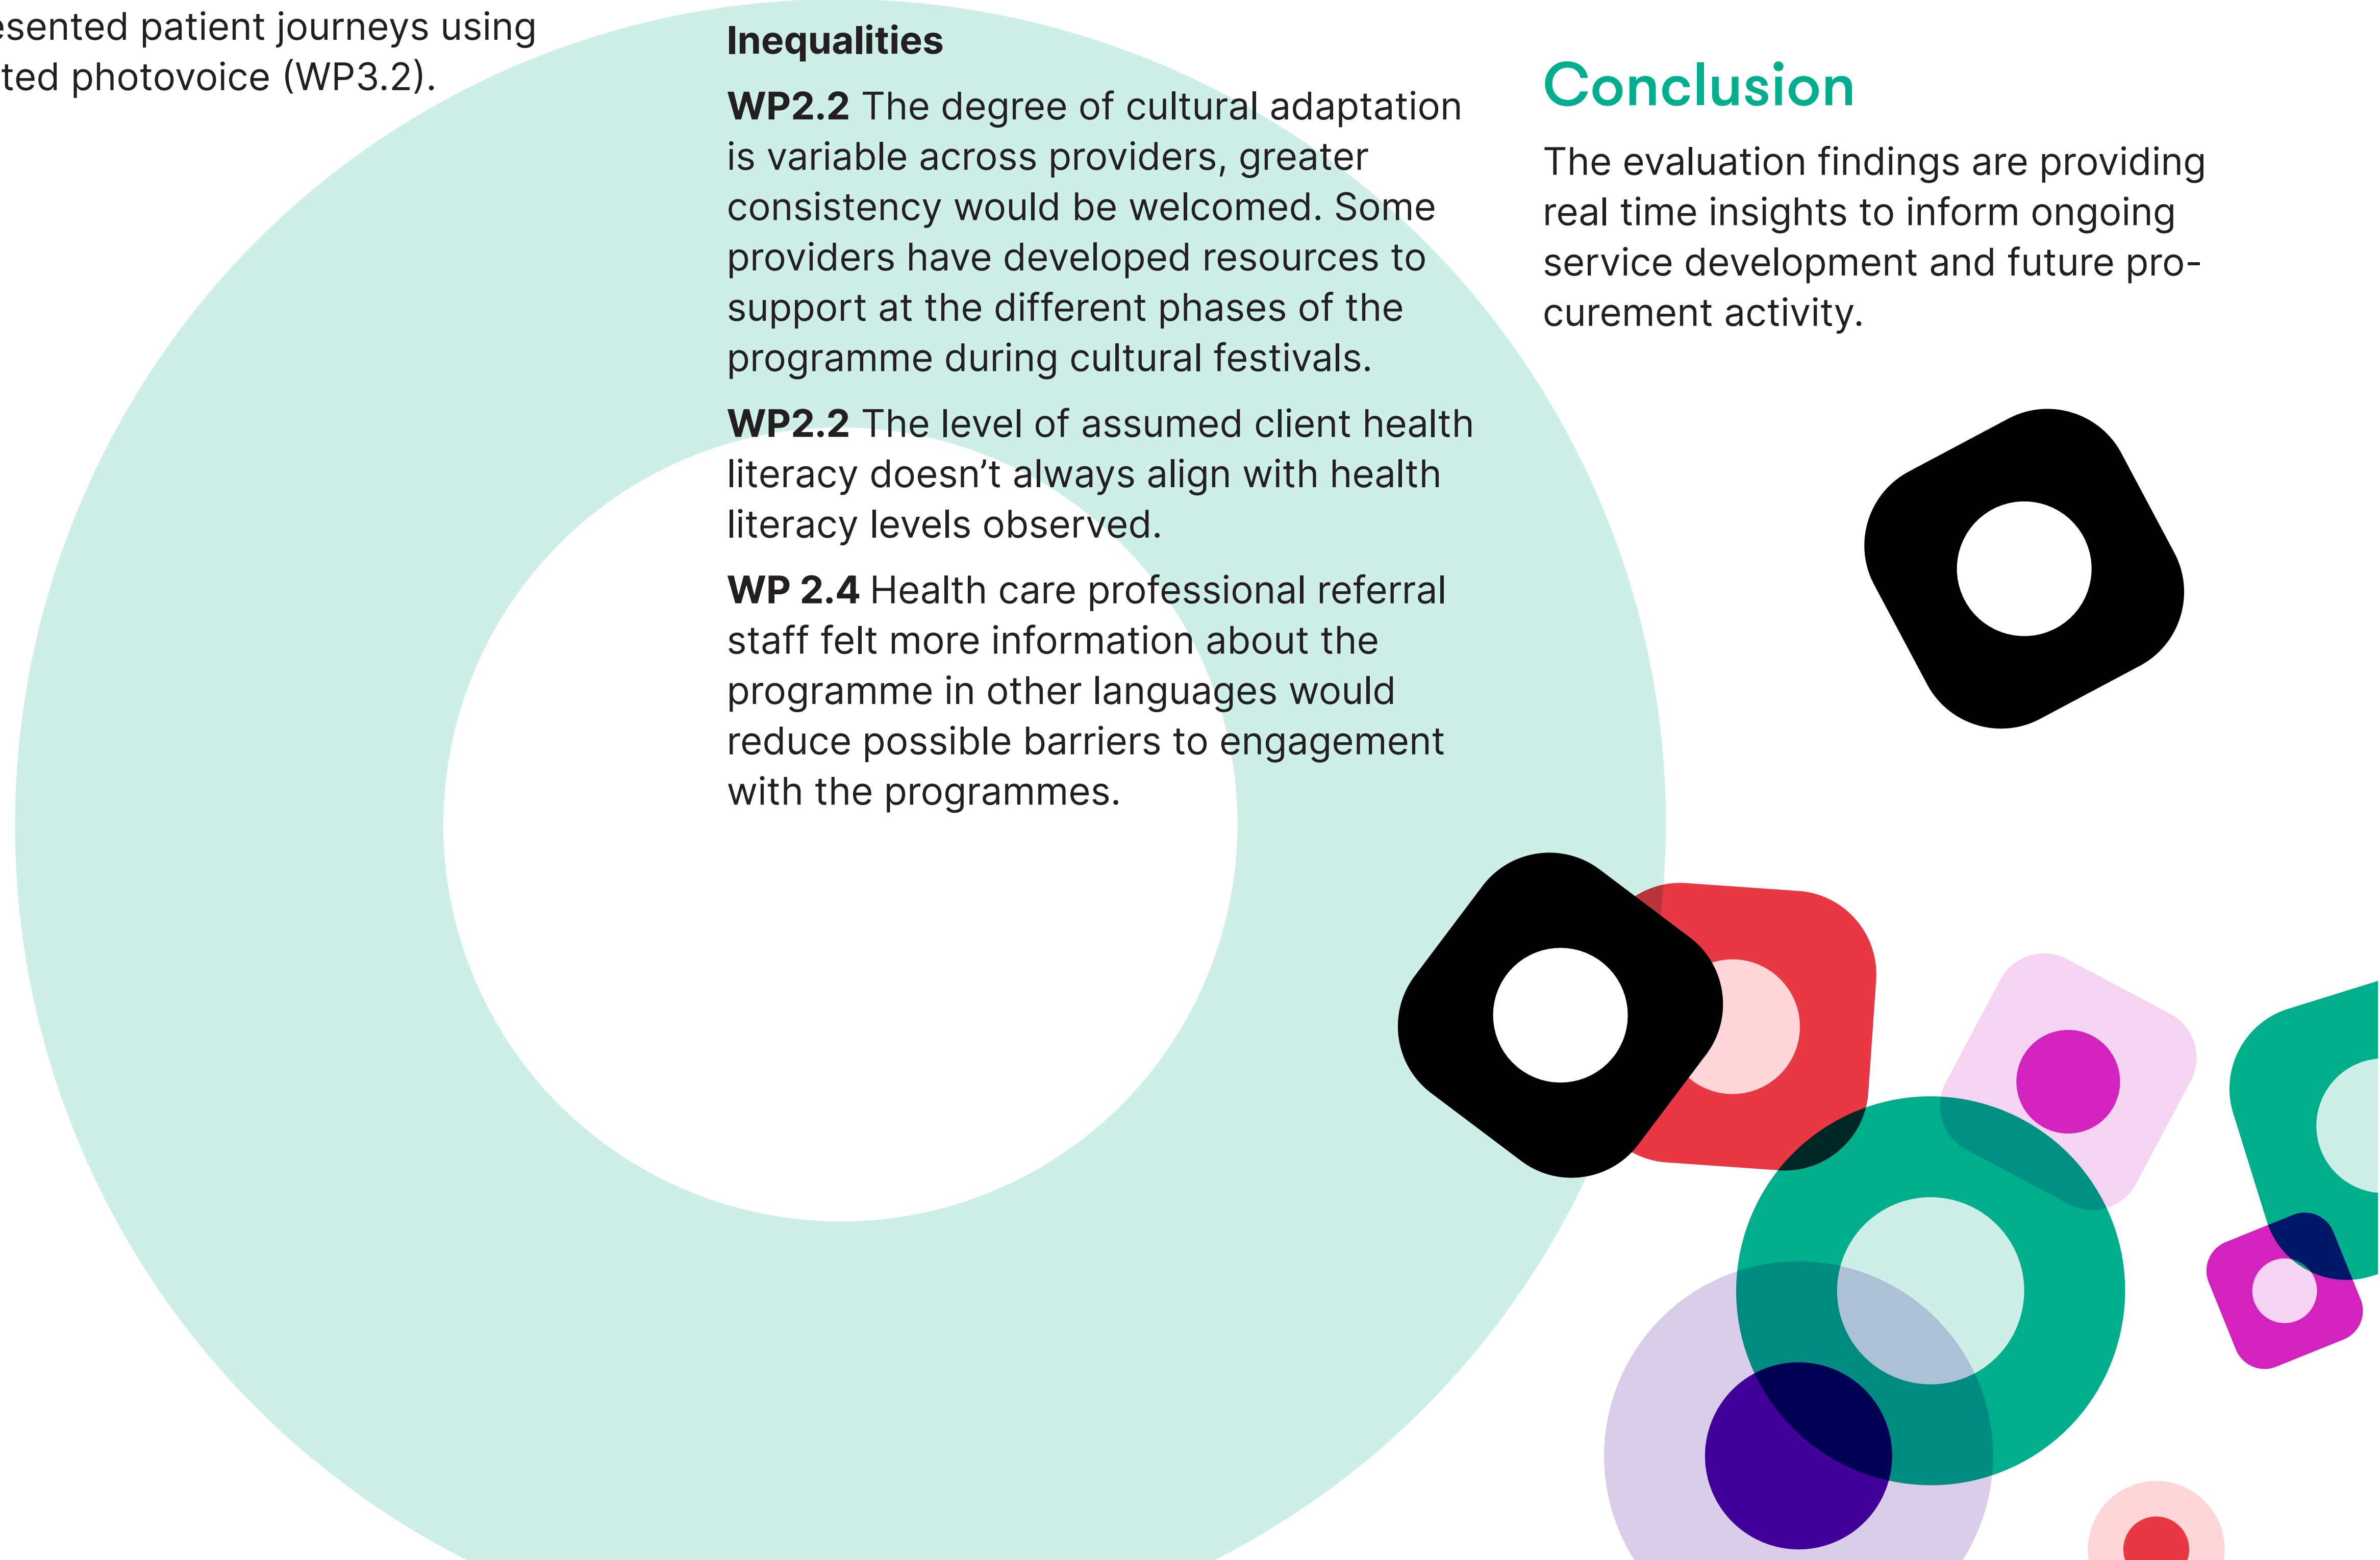 esented patient journeys using
ted photovoice (WP3.2).
Inequalities
WP2.2 The degree of cultural adaptation
is variable across providers, greater
consistency would be welcomed. Some
providers have developed resources to
support at the different phases of the
programme during cultural festivals.
WP2.2 The level of assumed client health
literacy doesn’t always align with health
literacy levels observed.
WP 2.4 Health care professional referral
staff felt more information about the
programme in other languages would
reduce possible barriers to engagement
with the programmes.
Conclusion
The evaluation findings are providing
real time insights to inform ongoing
service development and future pro-
curement activity.